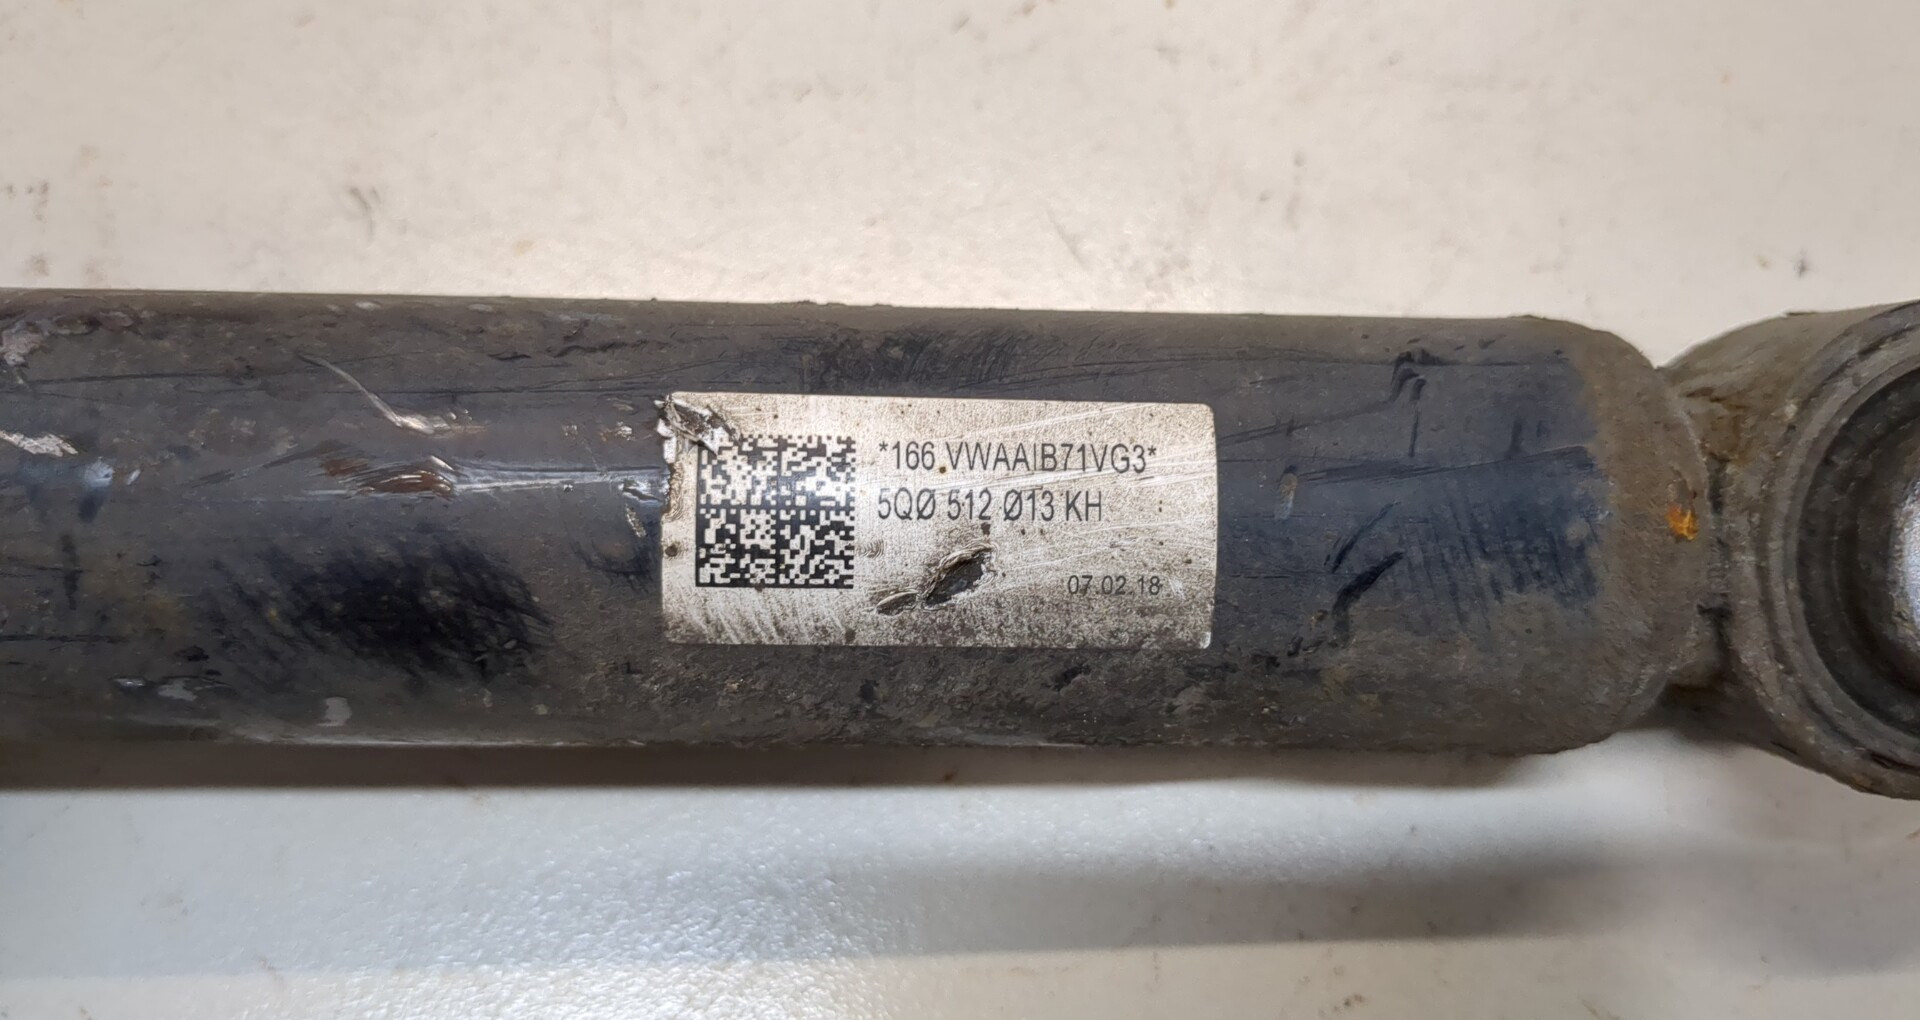 *166 VWAAIB71VG3*
5QØ 512 Ø13 KH
07.02.18